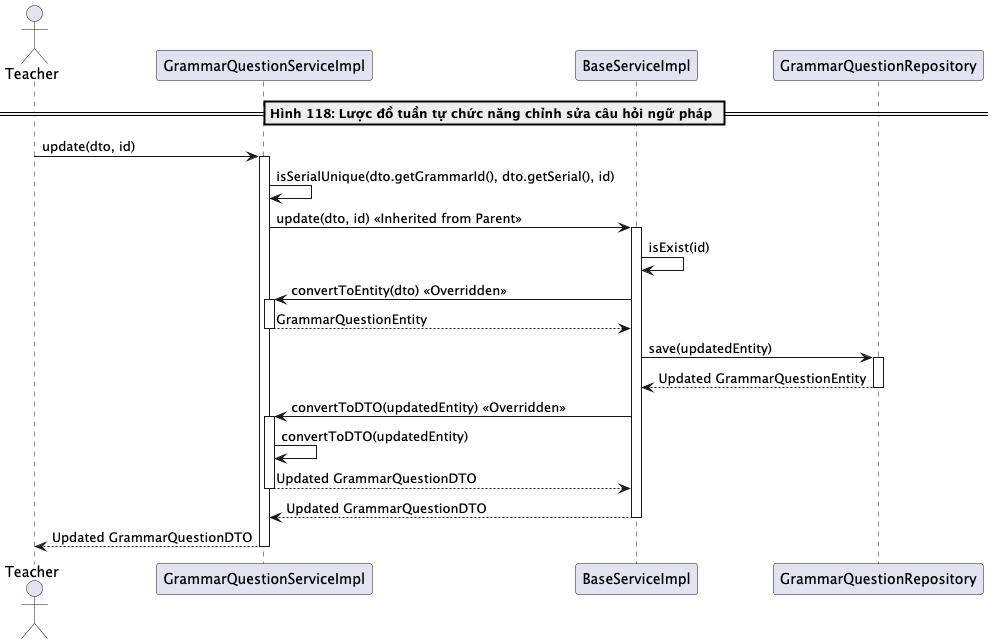 Teacher
GrammarQuestionServiceImpl
BaseServiceImpl
GrammarQuestionRepository
Hình 118: Lược đồ tuần tự chức năng chỉnh sửa câu hỏi ngữ pháp
update(dto, id)
isSerialUnique(dto.getGrammarId(), dto.getSerial(), id)
update(dto, id) «Inherited from Parent»
isExist(id)
convertToEntity(dto) «Overridden»
GrammarQuestionEntity
save(updatedEntity)
Updated GrammarQuestionEntity
convertToDTO(updatedEntity) «Overridden»
convertToDTO(updatedEntity)
Updated GrammarQuestionDTO
Updated GrammarQuestionDTO
Updated GrammarQuestionDTO
Teacher
GrammarQuestionServiceImpl
BaseServiceImpl
GrammarQuestionRepository